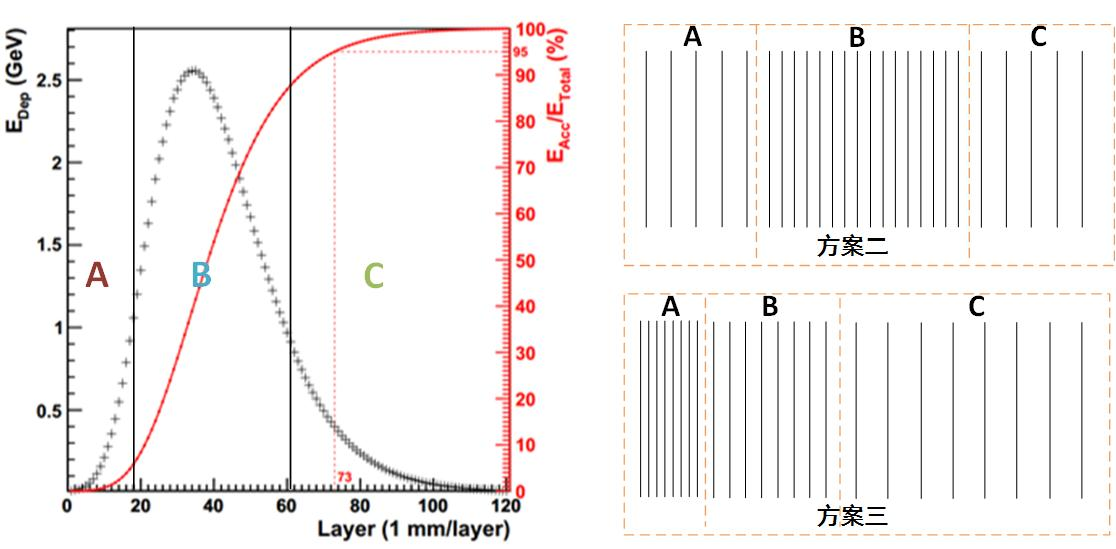 E_Dep (GeV)
2.5
2
1.5
1
0.5
0 20 40 60 80 100 120
Layer (1 mm/layer)
A B C
73
100
95
90
80
70
60
50
40
30
20
10
0
E_Acc/E_Total (%)
A B C
方案二
A B C
方案三